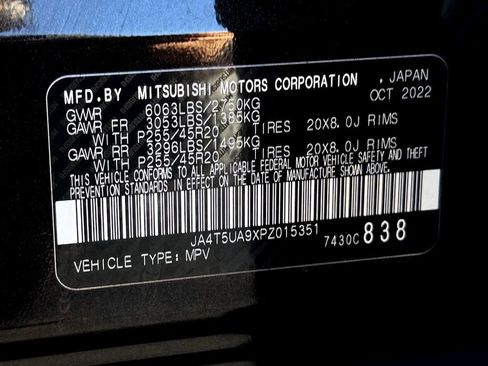 MFD.BY MITSUBISHI MOTORS CORPORATION , JAPAN
GVWR 6063LBS/2750KG OCT 2022
GAWR FR 3053LBS/1385KG
WITH P255/45R20 TIRES 20X8.0J RIMS
GAWR RR 3296LBS/1495KG
WITH P255/45R20 TIRES 20X8.0J RIMS
THIS VEHICLE CONFORMS TO ALL APPLICABLE FEDERAL MOTOR VEHICLE SAFETY AND THEFT
PREVENTION STANDARDS IN EFFECT ON THE DATE OF MANUFACTURE SHOWN ABOVE.
JA4T5UA9XPZ015351 7430C 838
VEHICLE TYPE: MPV